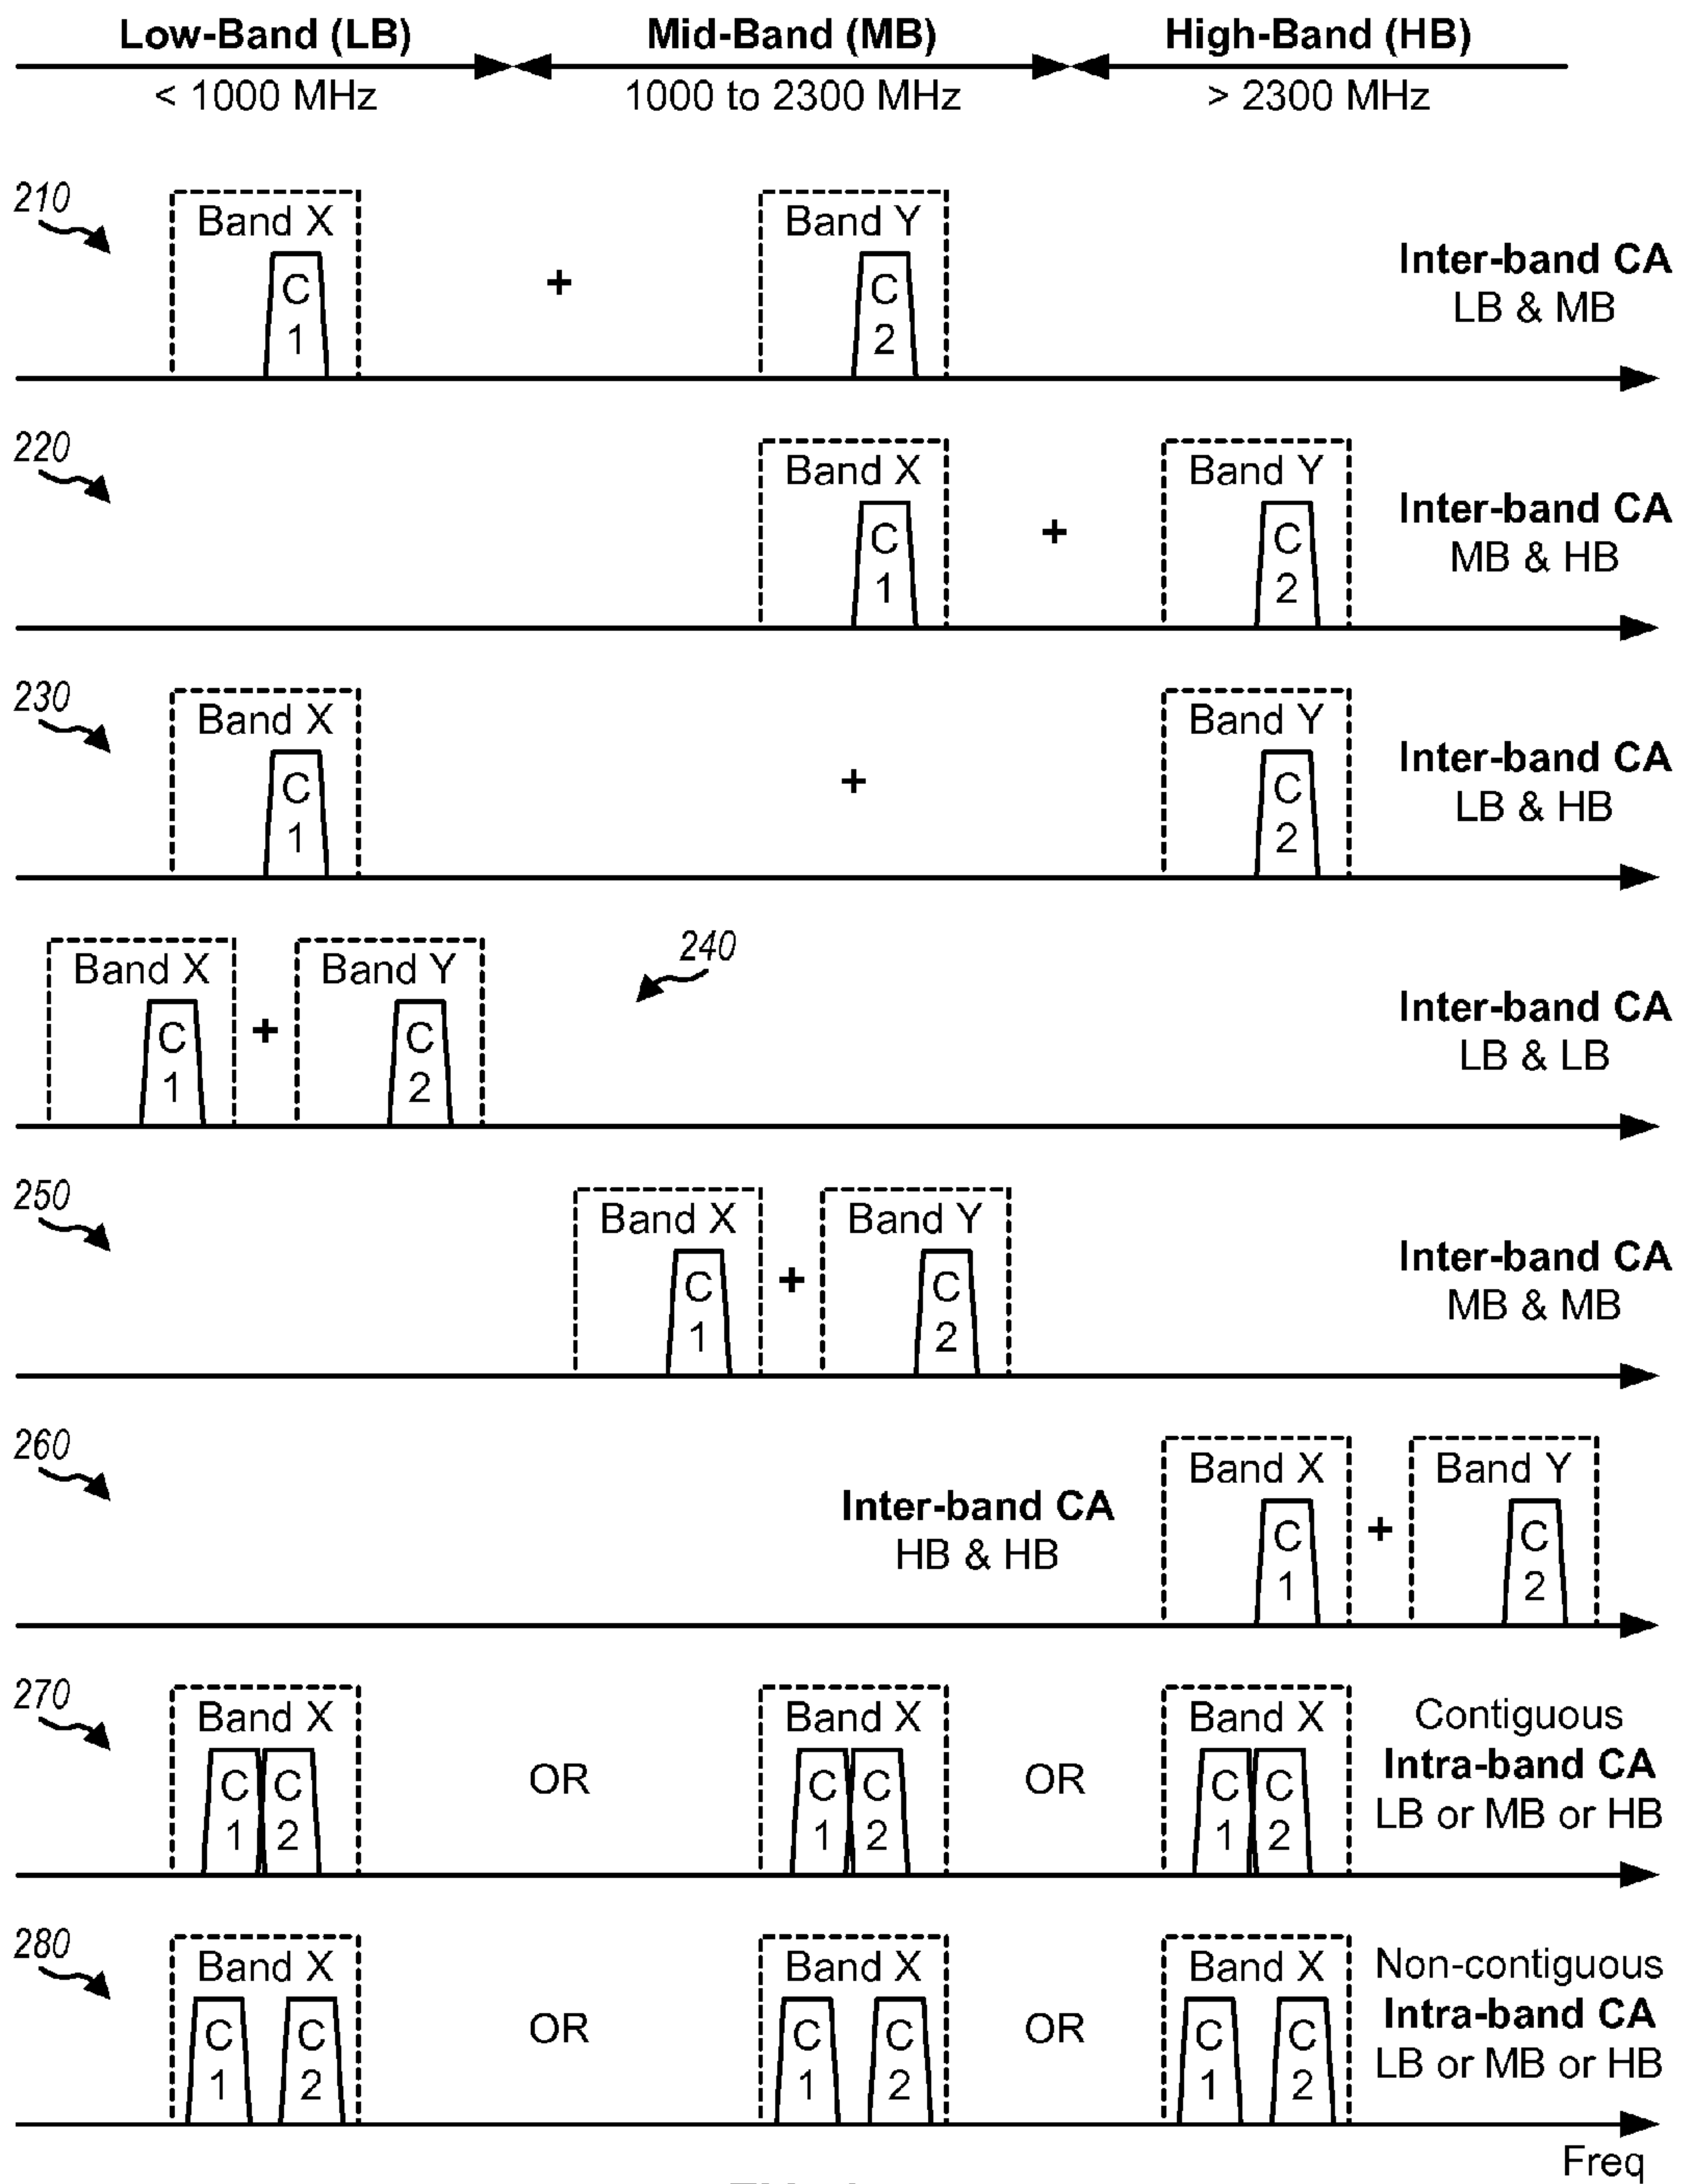 Low-Band (LB) Mid-Band (MB) High-Band (HB)
< 1000 MHz 1000 to 2300 MHz > 2300 MHz
210
Band X
C
1
+
Band Y
C
2
Inter-band CA
LB & MB
220
Band X
C
1
+
Band Y
C
2
Inter-band CA
MB & HB
230
Band X
C
1
+
Band Y
C
2
Inter-band CA
LB & HB
240
Band X
C
1
+
Band Y
C
2
Inter-band CA
LB & LB
250
Band X
C
1
+
Band Y
C
2
Inter-band CA
MB & MB
260
Inter-band CA
HB & HB
Band X
C
1
+
Band Y
C
2
270
Band X
C C
1 2
OR
Band X
C C
1 2
OR
Band X
C C
1 2
Contiguous
Intra-band CA
LB or MB or HB
280
Band X
C C
1 2
OR
Band X
C C
1 2
OR
Band X
C C
1 2
Non-contiguous
Intra-band CA
LB or MB or HB
Freq